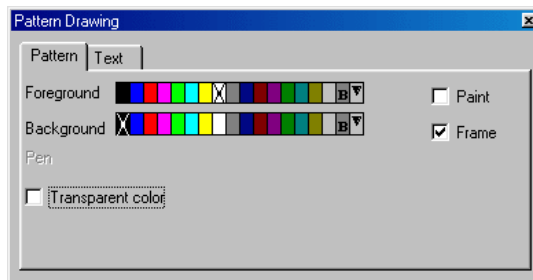 Pattern Drawing
Pattern Text
Foreground B Paint
Background B Frame
Pen
Transparent color